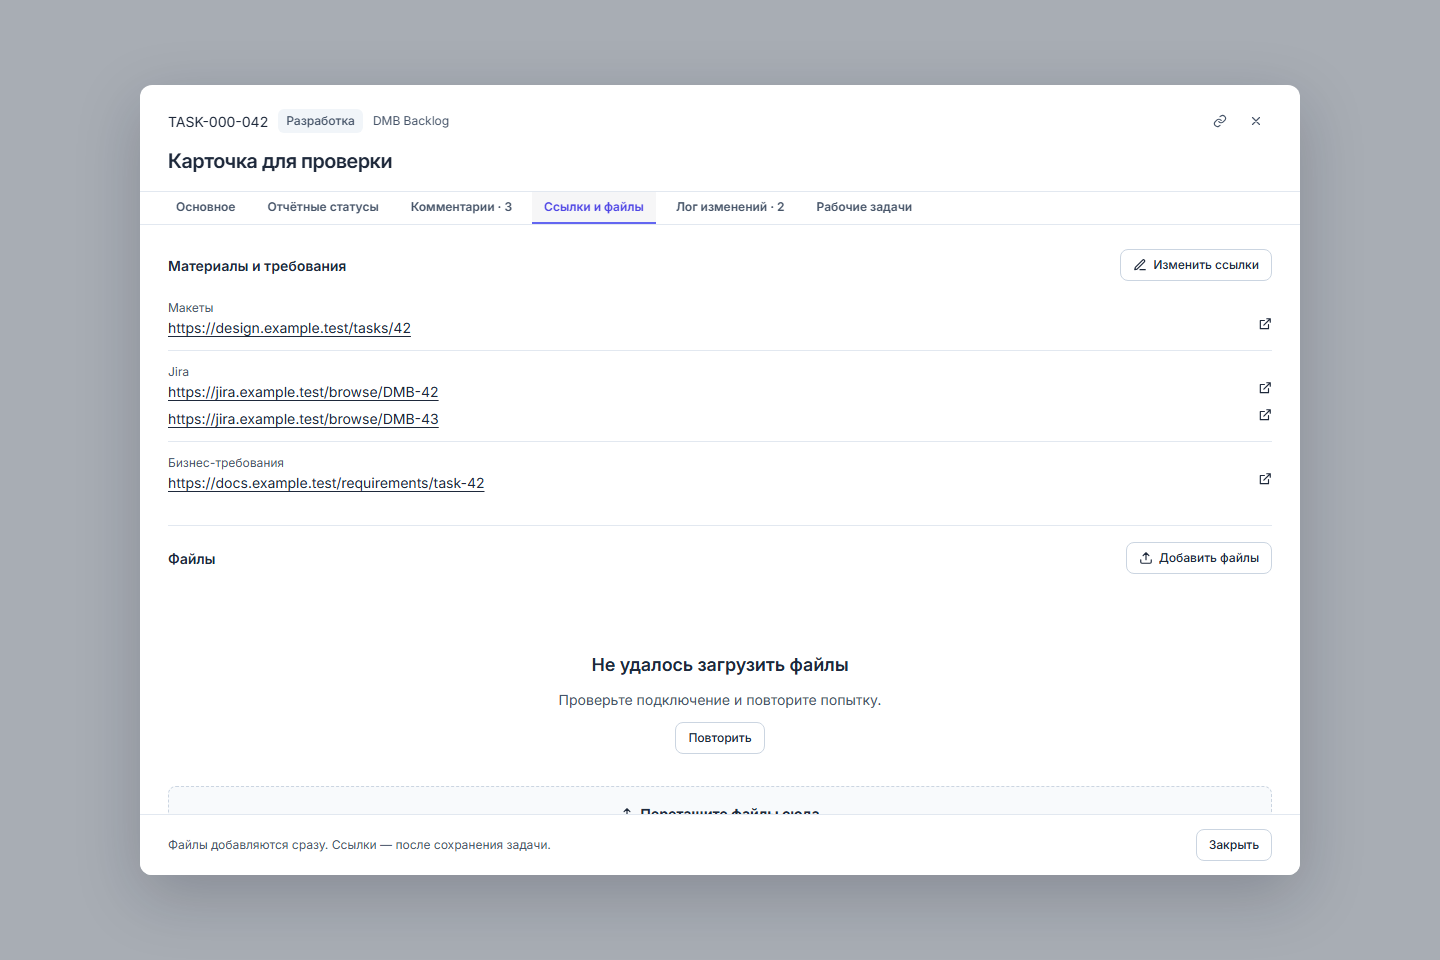 TASK-000-042 Разработка DMB Backlog
Карточка для проверки
Основное Отчётные статусы Комментарии · 3 Ссылки и файлы Лог изменений · 2 Рабочие задачи
Материалы и требования Изменить ссылки
Макеты
https://design.example.test/tasks/42
Jira
https://jira.example.test/browse/DMB-42
https://jira.example.test/browse/DMB-43
Бизнес-требования
https://docs.example.test/requirements/task-42
Файлы Добавить файлы
Не удалось загрузить файлы
Проверьте подключение и повторите попытку.
Повторить
Перетащите файлы сюда
Файлы добавляются сразу. Ссылки — после сохранения задачи. Закрыть